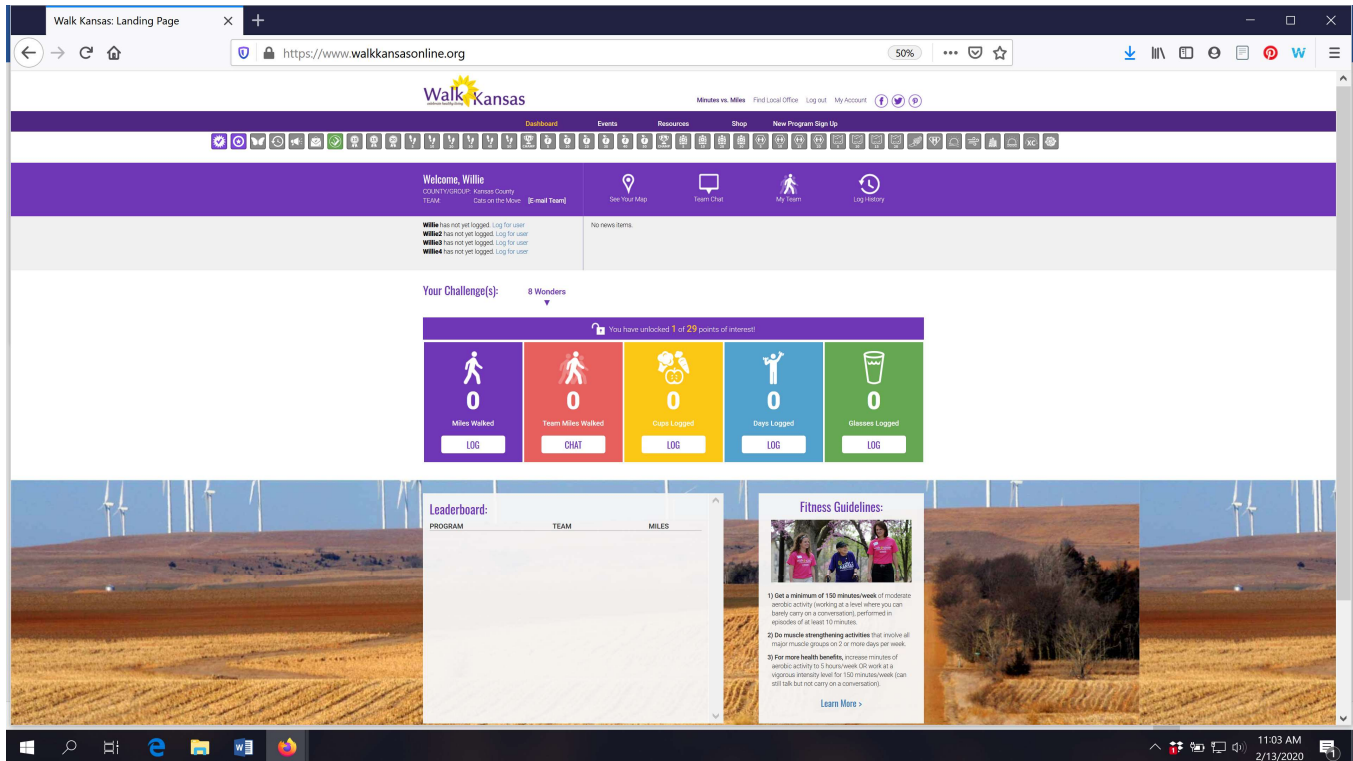 Walk Kansas: Landing Page
https://www.walkkansasonline.org
50%
Walk Kansas
celebrate healthy living
Minutes vs. Miles Find Local Office Log out My Account
Dashboard Events Resources Shop New Program Sign Up
Welcome, Willie
COUNTY/GROUP: Kansas County
TEAM: Cats on the Move [E-mail Team]
See Your Map Team Chat My Team Log History
Willie has not yet logged. Log for user
Willie2 has not yet logged. Log for user
Willie3 has not yet logged. Log for user
Willie4 has not yet logged. Log for user
No news items.
Your Challenge(s): 8 Wonders
You have unlocked 1 of 29 points of interest!
0 0 0 0 0
Miles Walked Team Miles Walked Cups Logged Days Logged Glasses Logged
LOG CHAT LOG LOG LOG
Leaderboard:
PROGRAM TEAM MILES
Fitness Guidelines:
1) Get a minimum of 150 minutes/week of moderate
aerobic activity (working at a level where you can
barely carry on a conversation), performed in
episodes of at least 10 minutes.
2) Do muscle strengthening activities that involve all
major muscle groups on 2 or more days per week.
3) For more health benefits, increase minutes of
aerobic activity to 5 hours/week OR work at a
vigorous intensity level for 150 minutes/week (can
still talk but not carry on a conversation).
Learn More >
11:03 AM
2/13/2020